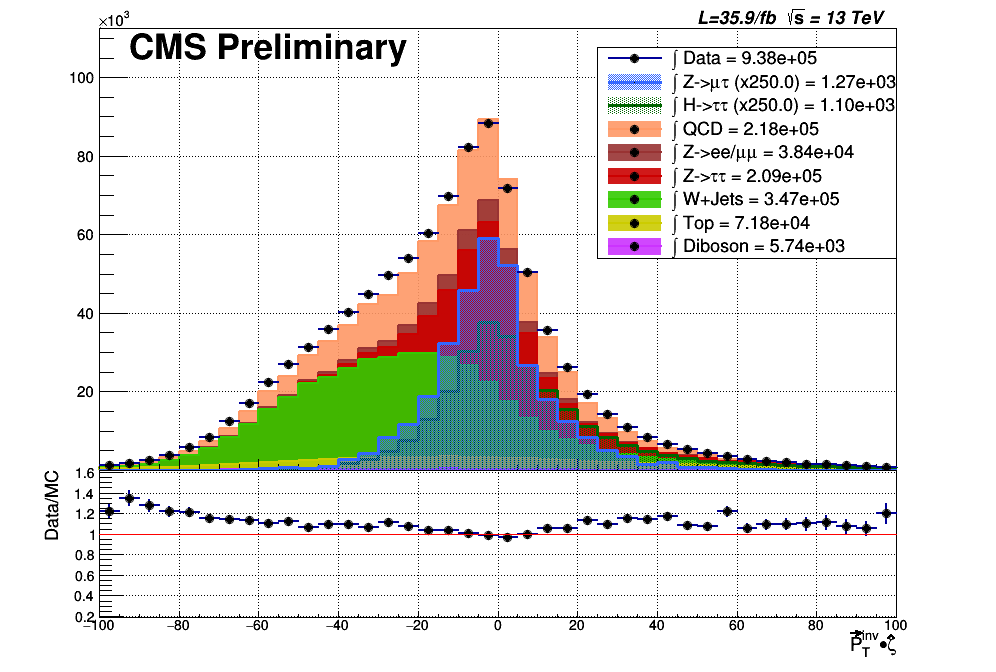 ×10³ L=35.9/fb √s = 13 TeV
CMS Preliminary
∫ Data = 9.38e+05
∫ Z->μτ (x250.0) = 1.27e+03
∫ H->ττ (x250.0) = 1.10e+03
∫ QCD = 2.18e+05
∫ Z->ee/μμ = 3.84e+04
∫ Z->ττ = 2.09e+05
∫ W+Jets = 3.47e+05
∫ Top = 7.18e+04
∫ Diboson = 5.74e+03
100
80
60
40
20
Data/MC
1.6
1.4
1.2
1
0.8
0.6
0.4
0.2
−100 −80 −60 −40 −20 0 20 40 60 80 100
P⃗_T^inv •ζ̂